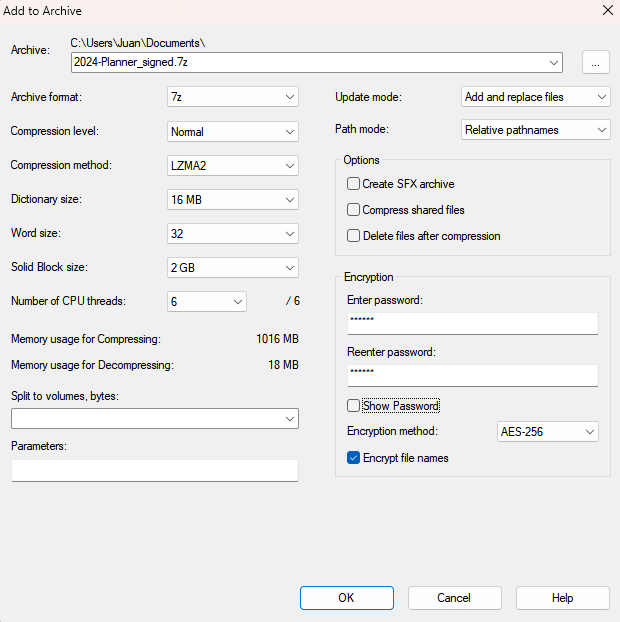 Add to Archive
Archive:
C:\Users\Juan\Documents\
2024-Planner_signed.7z
...
Archive format:
7z
Compression level:
Normal
Compression method:
LZMA2
Dictionary size:
16 MB
Word size:
32
Solid Block size:
2 GB
Number of CPU threads:
6
/ 6
Memory usage for Compressing:
1016 MB
Memory usage for Decompressing:
18 MB
Split to volumes, bytes:
Parameters:
Update mode:
Add and replace files
Path mode:
Relative pathnames
Options
Create SFX archive
Compress shared files
Delete files after compression
Encryption
Enter password:
******
Reenter password:
******
Show Password
Encryption method:
AES-256
Encrypt file names
OK
Cancel
Help